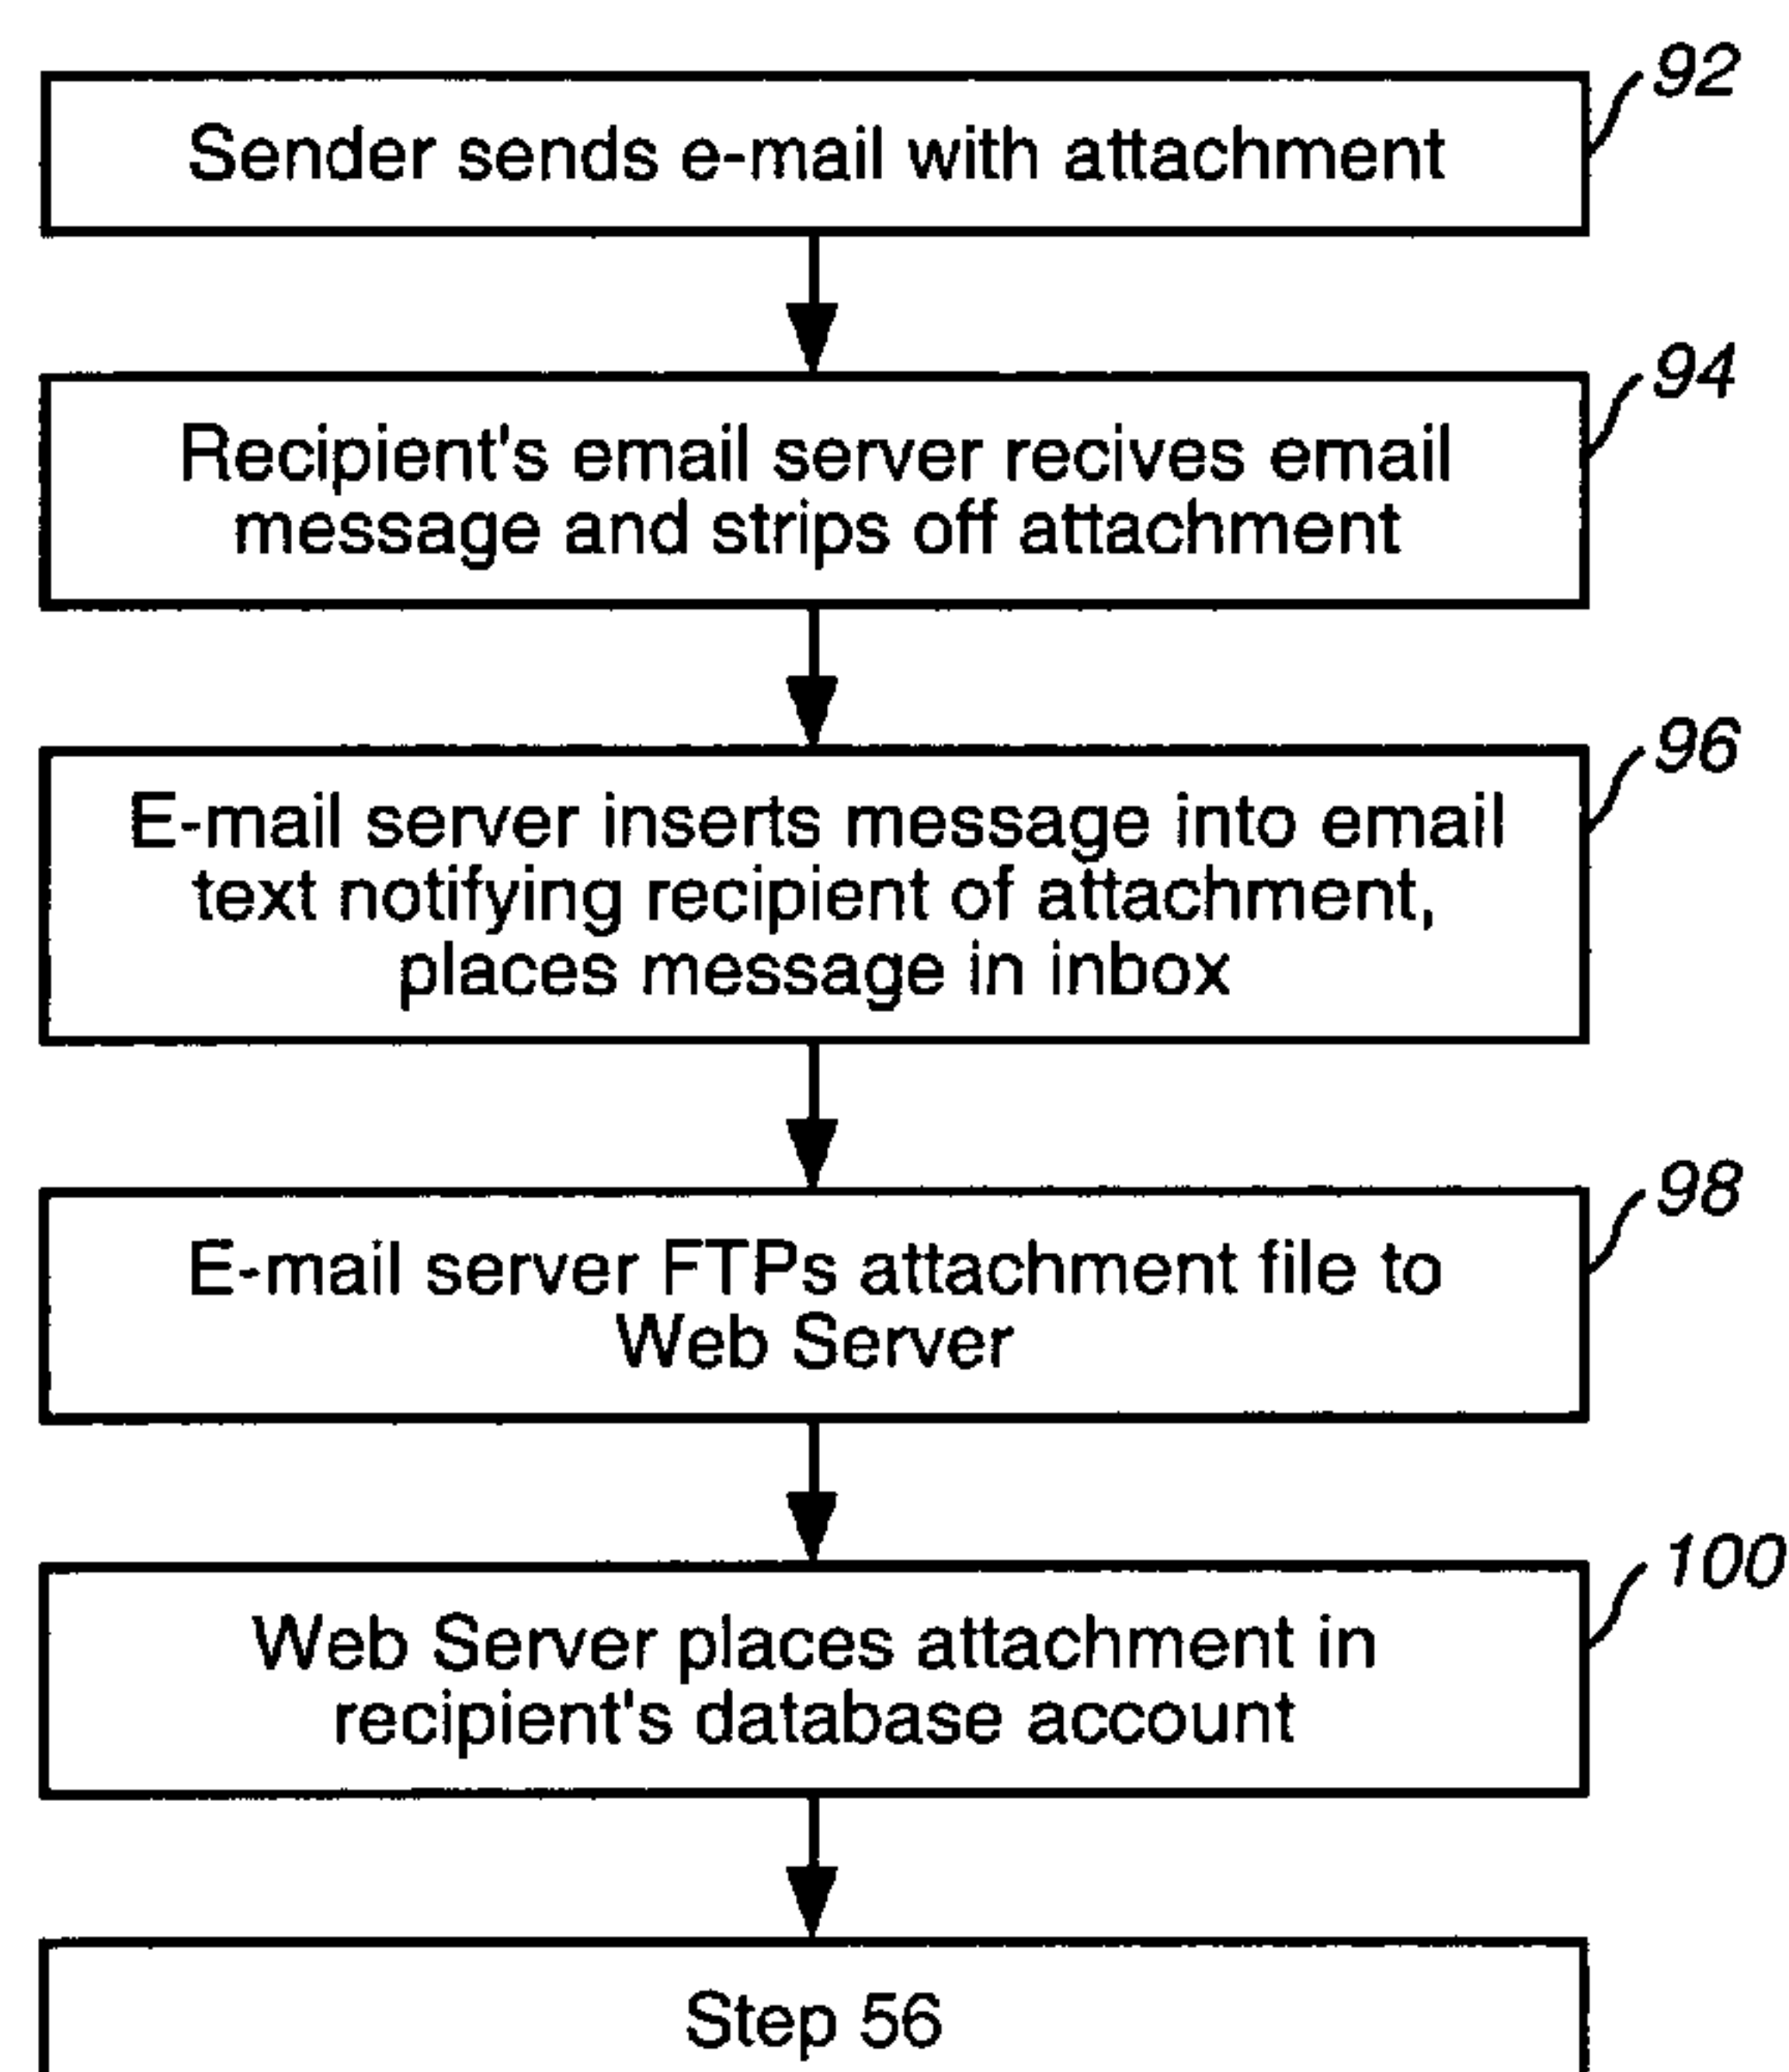 92
Sender sends e-mail with attachment
94
Recipient's email server recives email
message and strips off attachment
96
E-mail server inserts message into email
text notifying recipient of attachment,
places message in inbox
98
E-mail server FTPs attachment file to
Web Server
100
Web Server places attachment in
recipient's database account
Step 56